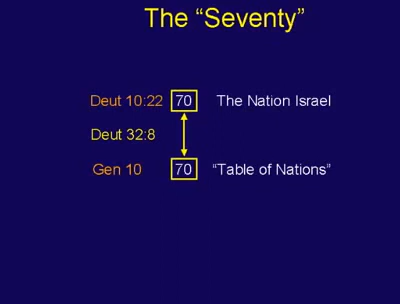 The “Seventy”
Deut 10:22 70 The Nation Israel
Deut 32:8
Gen 10 70 “Table of Nations”